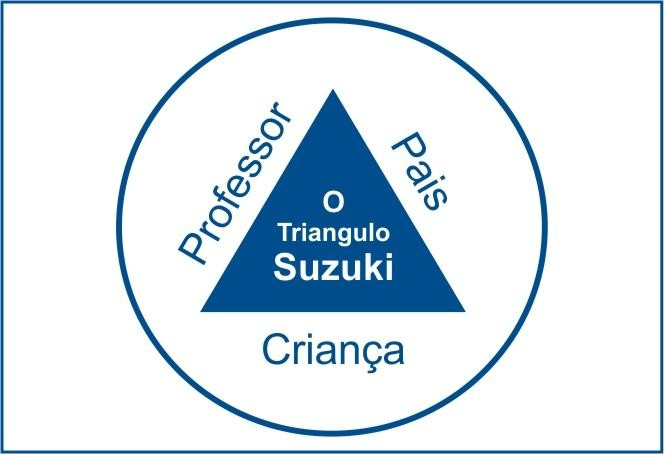 Professor
Pais
O
Triangulo
Suzuki
Criança